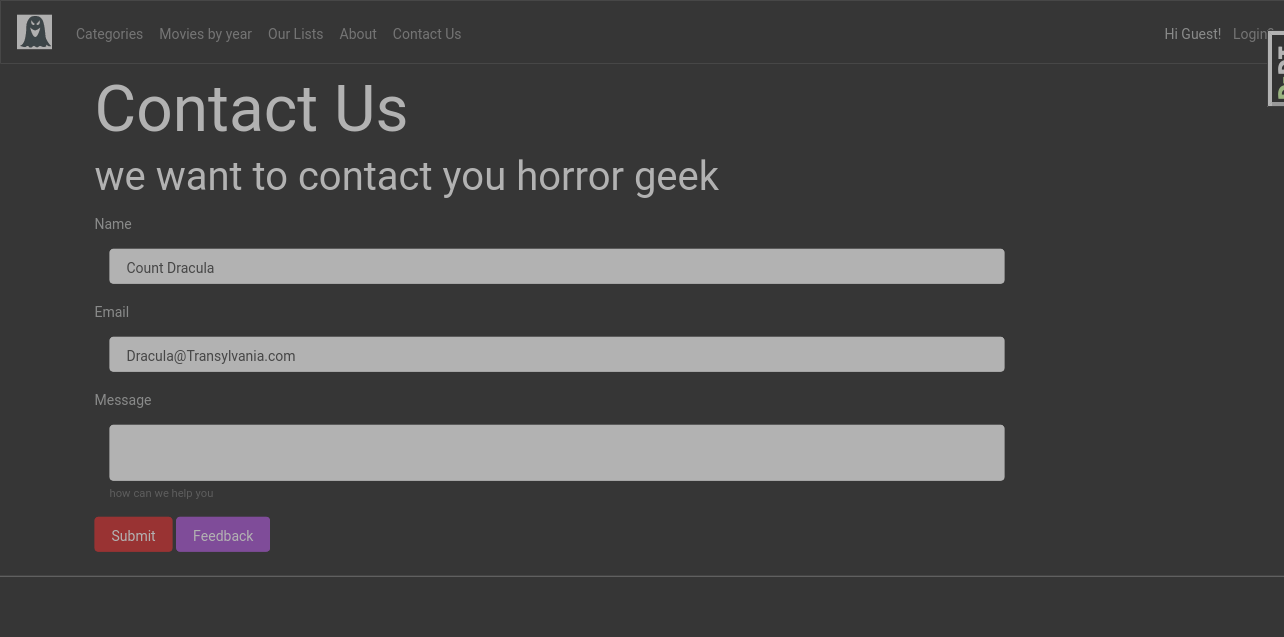 Categories Movies by year Our Lists About Contact Us Hi Guest! Login?
Contact Us
we want to contact you horror geek
Name
Count Dracula
Email
Dracula@Transylvania.com
Message
how can we help you
Submit Feedback